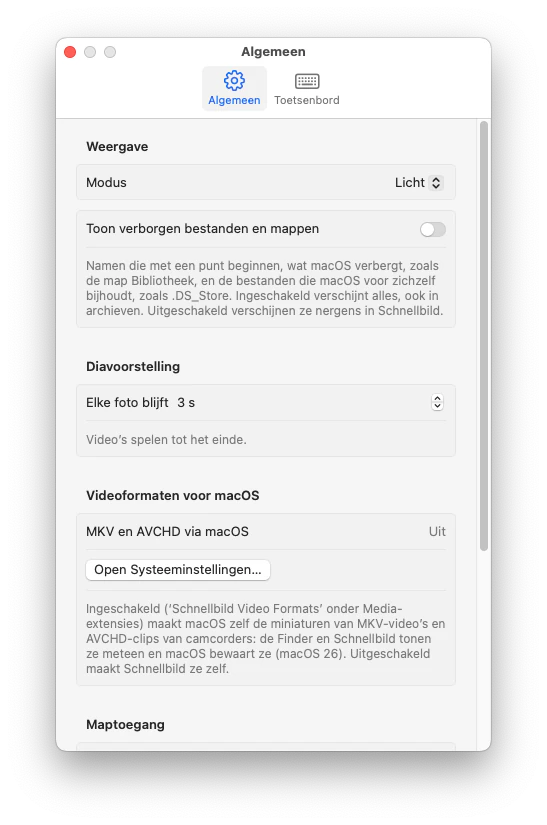 Algemeen
Algemeen
Toetsenbord
Weergave
Modus
Licht
Toon verborgen bestanden en mappen
Namen die met een punt beginnen, wat macOS verbergt, zoals
de map Bibliotheek, en de bestanden die macOS voor zichzelf
bijhoudt, zoals .DS_Store. Ingeschakeld verschijnt alles, ook in
archieven. Uitgeschakeld verschijnen ze nergens in Schnellbild.
Diavoorstelling
Elke foto blijft 3 s
Video’s spelen tot het einde.
Videoformaten voor macOS
MKV en AVCHD via macOS
Uit
Open Systeeminstellingen…
Ingeschakeld (‘Schnellbild Video Formats’ onder Media-
extensies) maakt macOS zelf de miniaturen van MKV-video’s en
AVCHD-clips van camcorders: de Finder en Schnellbild tonen
ze meteen en macOS bewaart ze (macOS 26). Uitgeschakeld
maakt Schnellbild ze zelf.
Maptoegang